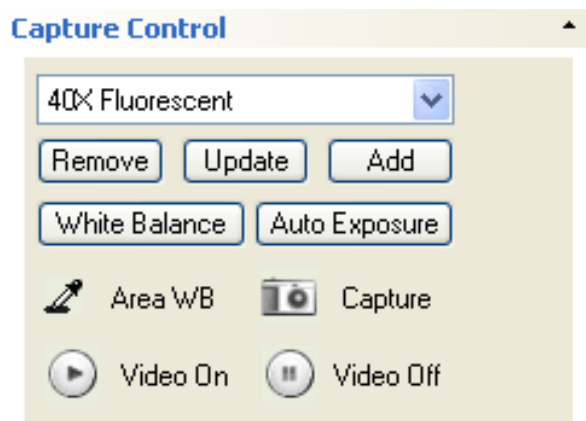 Capture Control
40X Fluorescent
Remove Update Add
White Balance Auto Exposure
Area WB Capture
Video On Video Off